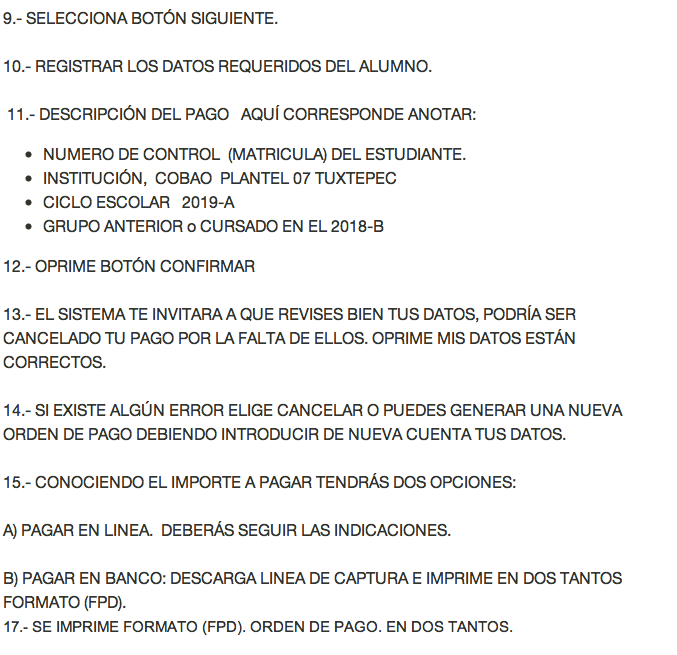 9.- SELECCIONA BOTÓN SIGUIENTE.
10.- REGISTRAR LOS DATOS REQUERIDOS DEL ALUMNO.
11.- DESCRIPCIÓN DEL PAGO   AQUÍ CORRESPONDE ANOTAR:
• NUMERO DE CONTROL  (MATRICULA) DEL ESTUDIANTE.
• INSTITUCIÓN,  COBAO  PLANTEL 07 TUXTEPEC
• CICLO ESCOLAR   2019-A
• GRUPO ANTERIOR o CURSADO EN EL 2018-B
12.- OPRIME BOTÓN CONFIRMAR
13.- EL SISTEMA TE INVITARA A QUE REVISES BIEN TUS DATOS, PODRÍA SER
CANCELADO TU PAGO POR LA FALTA DE ELLOS. OPRIME MIS DATOS ESTÁN
CORRECTOS.
14.- SI EXISTE ALGÚN ERROR ELIGE CANCELAR O PUEDES GENERAR UNA NUEVA
ORDEN DE PAGO DEBIENDO INTRODUCIR DE NUEVA CUENTA TUS DATOS.
15.- CONOCIENDO EL IMPORTE A PAGAR TENDRÁS DOS OPCIONES:
A) PAGAR EN LINEA.  DEBERÁS SEGUIR LAS INDICACIONES.
B) PAGAR EN BANCO: DESCARGA LINEA DE CAPTURA E IMPRIME EN DOS TANTOS
FORMATO (FPD).
17.- SE IMPRIME FORMATO (FPD). ORDEN DE PAGO. EN DOS TANTOS.